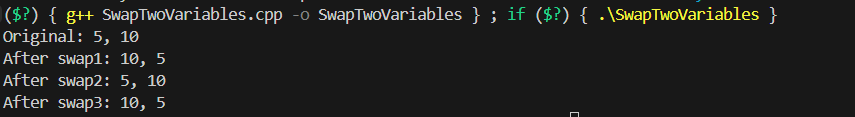 ($?) { g++ SwapTwoVariables.cpp -o SwapTwoVariables } ; if ($?) { .\SwapTwoVariables }
Original: 5, 10
After swap1: 10, 5
After swap2: 5, 10
After swap3: 10, 5